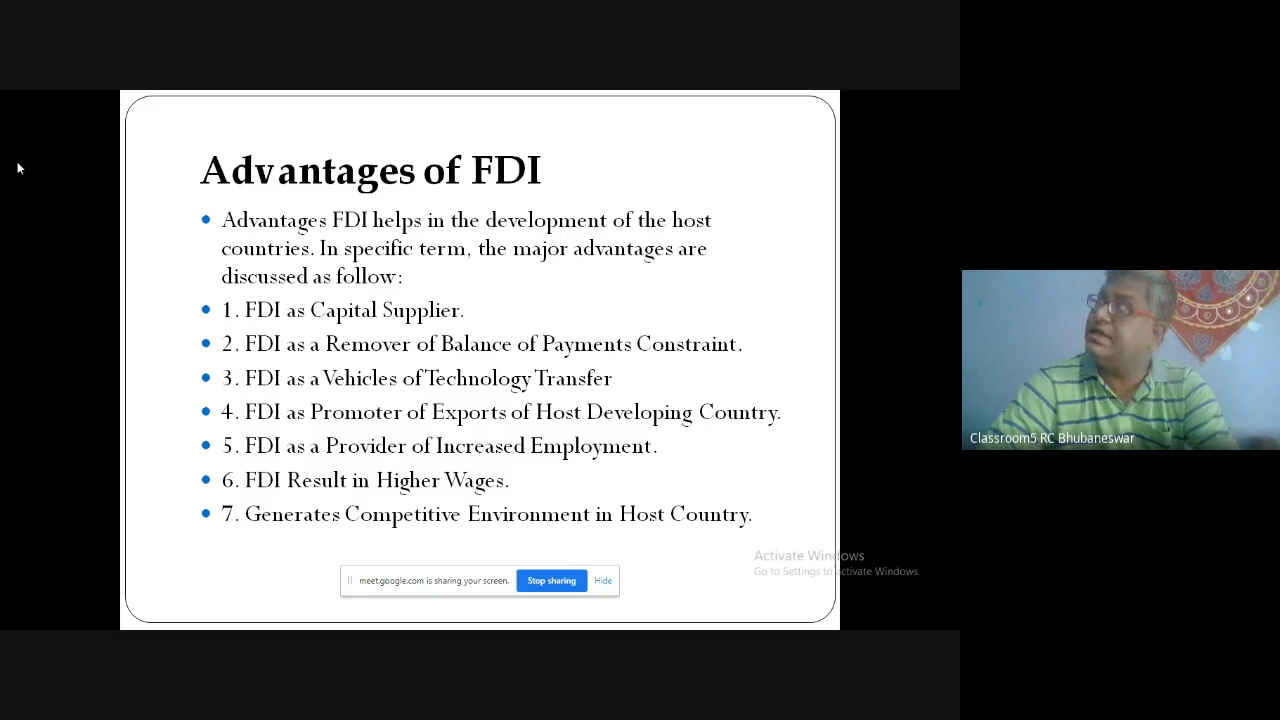 Advantages of FDI
Advantages FDI helps in the development of the host
countries. In specific term, the major advantages are
discussed as follow:
1. FDI as Capital Supplier.
2. FDI as a Remover of Balance of Payments Constraint.
3. FDI as a Vehicles of Technology Transfer
4. FDI as Promoter of Exports of Host Developing Country.
5. FDI as a Provider of Increased Employment.
6. FDI Result in Higher Wages.
7. Generates Competitive Environment in Host Country.
meet.google.com is sharing your screen. Stop sharing Hide
Activate Windows
Go to Settings to activate Windows.
Classroom5 RC Bhubaneswar